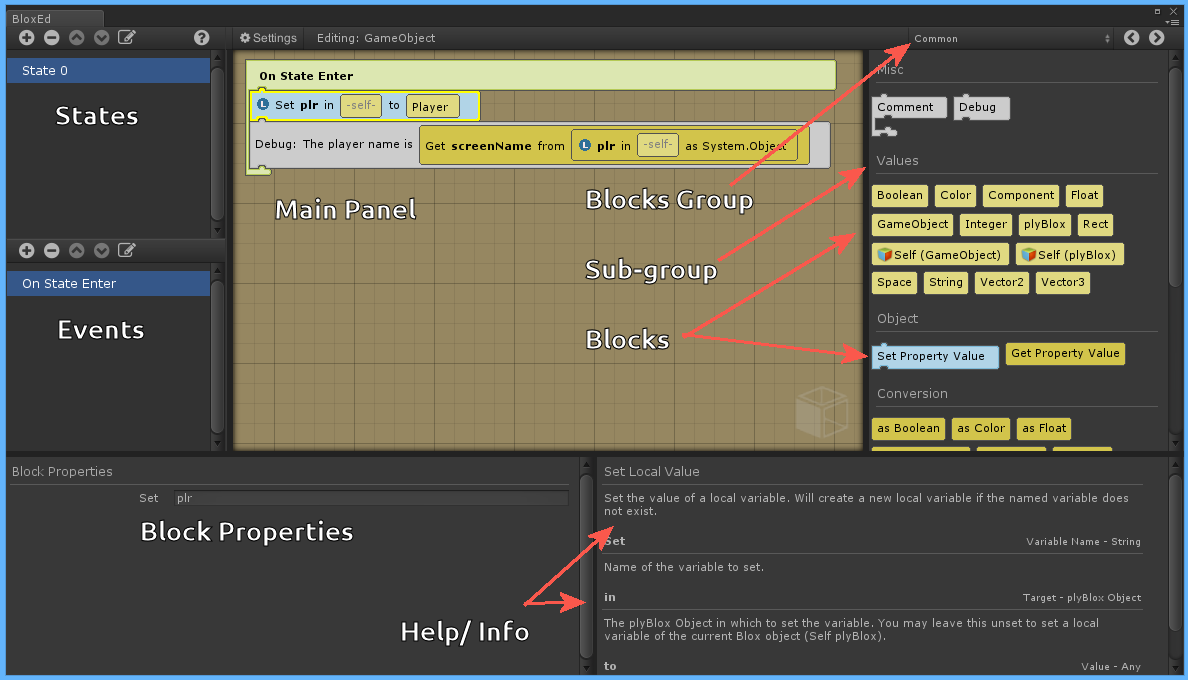 BloxEd
Settings
Editing: GameObject
Common
State 0
States
On State Enter
L Set plr in -self- to Player
Debug: The player name is Get screenName from L plr in -self- as System.Object
Main Panel
Blocks Group
Sub-group
Blocks
Misc
Comment Debug
Values
Boolean Color Component Float
GameObject Integer plyBlox Rect
Self (GameObject) Self (plyBlox)
Space String Vector2 Vector3
Object
Set Property Value Get Property Value
Conversion
as Boolean as Color as Float
On State Enter
Events
Block Properties
Set plr
Block Properties
Help/ Info
Set Local Value
Set the value of a local variable. Will create a new local variable if the named variable does
not exist.
Set Variable Name - String
Name of the variable to set.
in Target - plyBlox Object
The plyBlox Object in which to set the variable. You may leave this unset to set a local
variable of the current Blox object (Self plyBlox).
to Value - Any